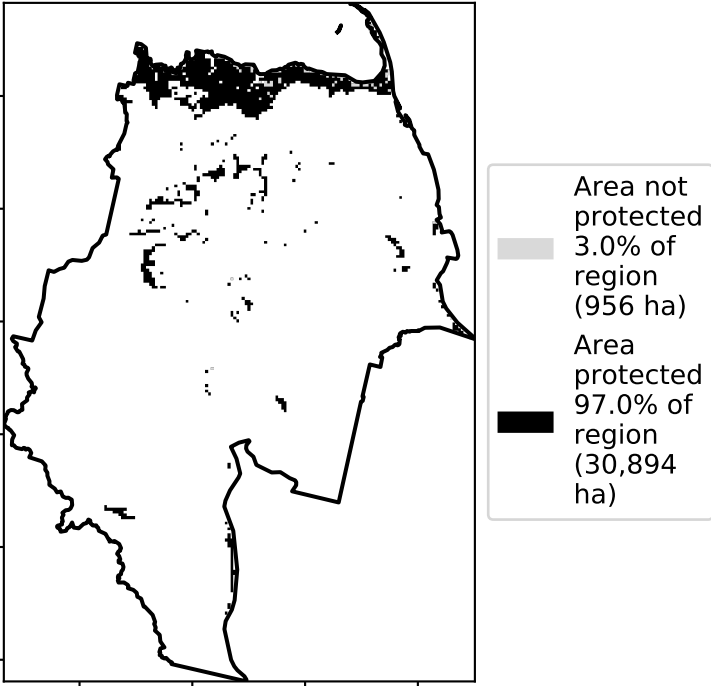 Area not
protected
3.0% of
region
(956 ha)
Area
protected
97.0% of
region
(30,894
ha)